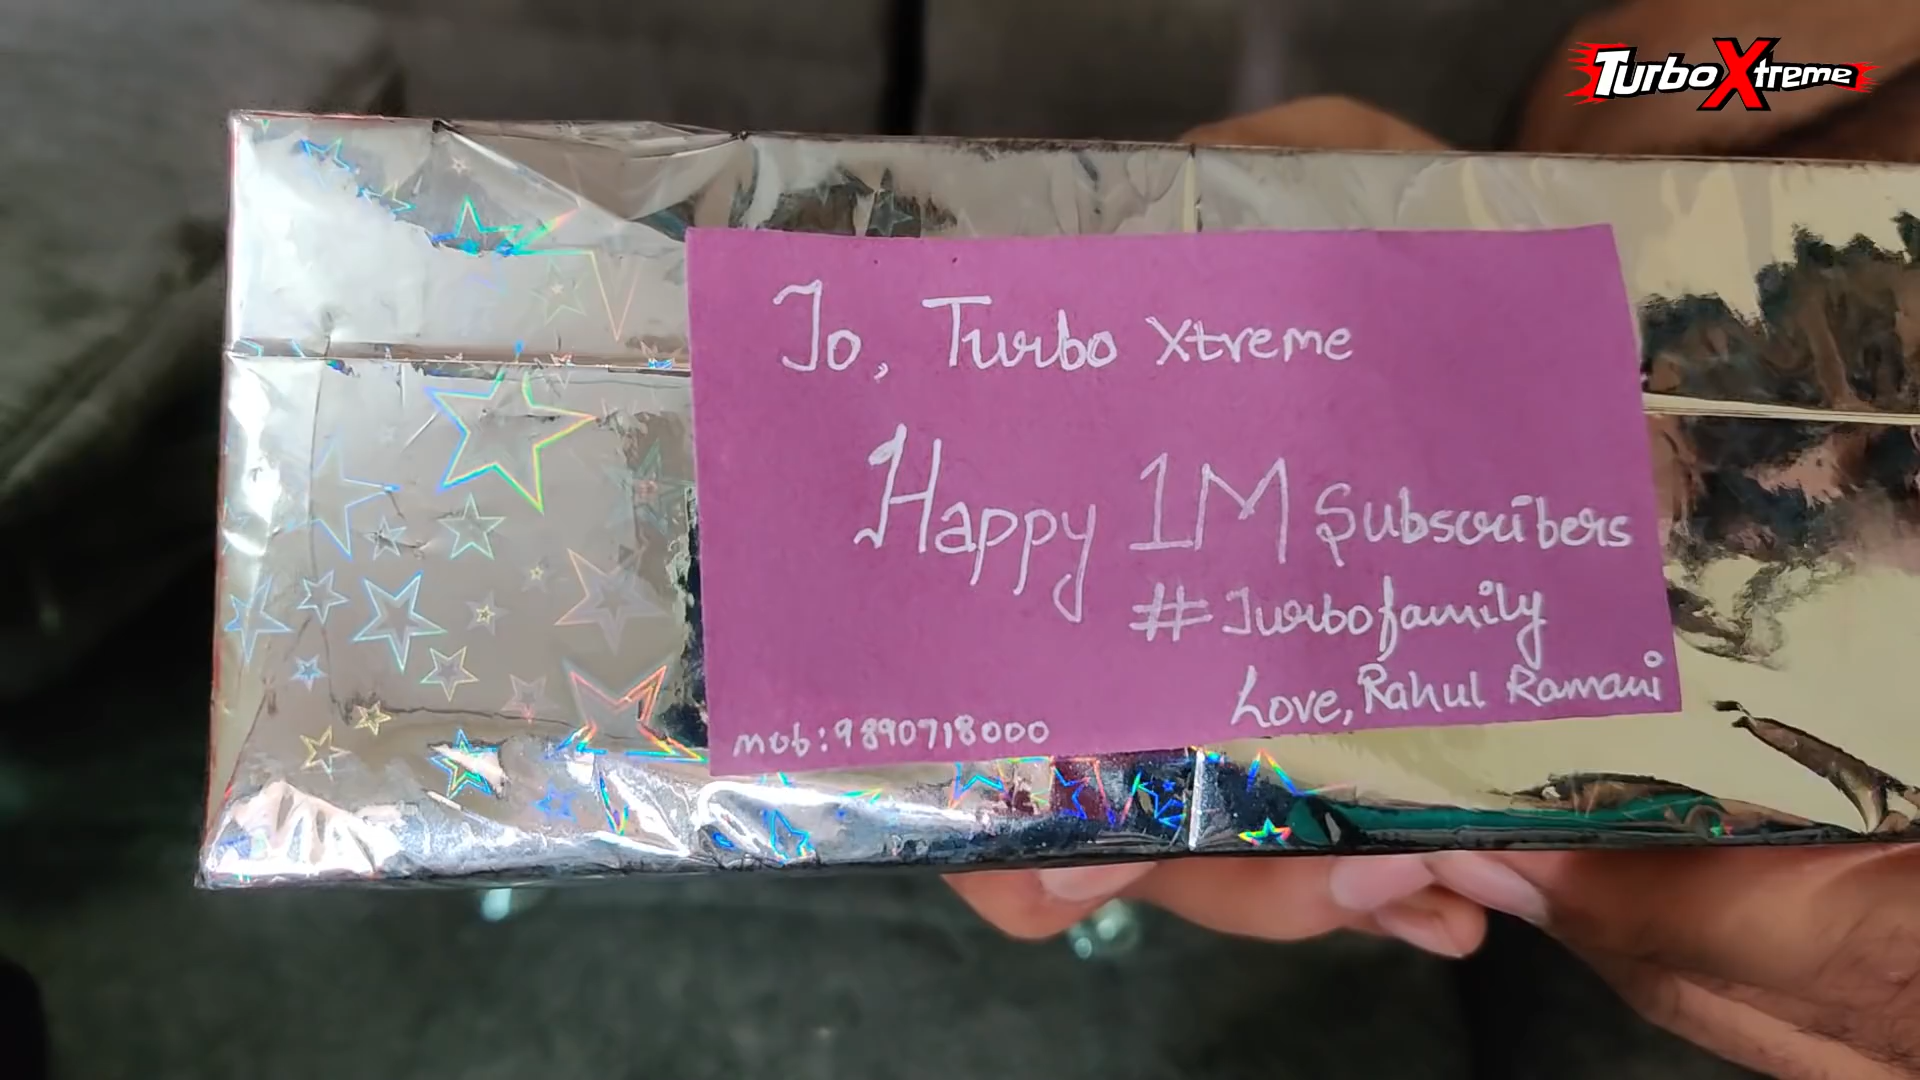 TurboXtreme
To, Turbo Xtreme
Happy 1M Subscribers
#Turbofamily
Love, Rahul Ramani
mob: 9890718000